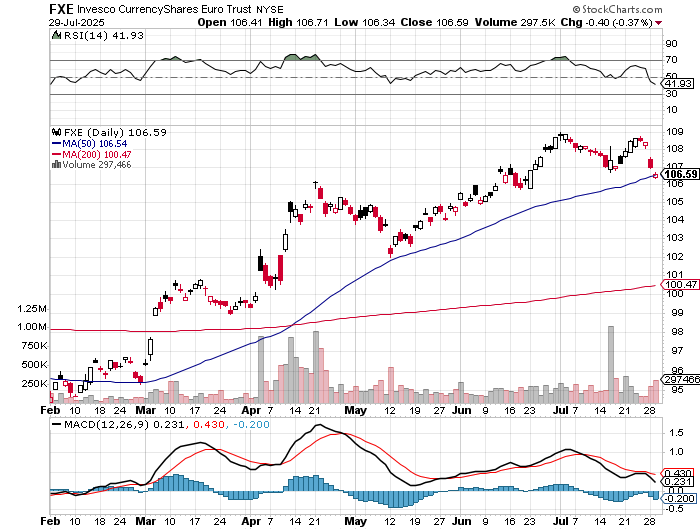 FXE Invesco CurrencyShares Euro Trust NYSE © StockCharts.com
29-Jul-2025 Open 106.41 High 106.71 Low 106.34 Close 106.59 Volume 297.5K Chg -0.40 (-0.37%)
RSI(14) 41.93
90
70
50
41.93
30
10
FXE (Daily) 106.59
MA(50) 106.54
MA(200) 100.47
Volume 297,466
109
108
107
106.59
106
105
104
103
102
101
100.47
100
99
98
97
96
95
1.25M
1.00M
750K
500K
250K
297466
Feb 10 18 24 Mar 10 17 24 Apr 7 14 21 May 12 19 27 Jun 9 16 23 Jul 7 14 21 28
MACD(12,26,9) 0.231, 0.430, -0.200
1.5
1.0
0.430
0.231
-0.200
-0.5
Feb 10 18 24 Mar 10 17 24 Apr 7 14 21 May 12 19 27 Jun 9 16 23 Jul 7 14 21 28